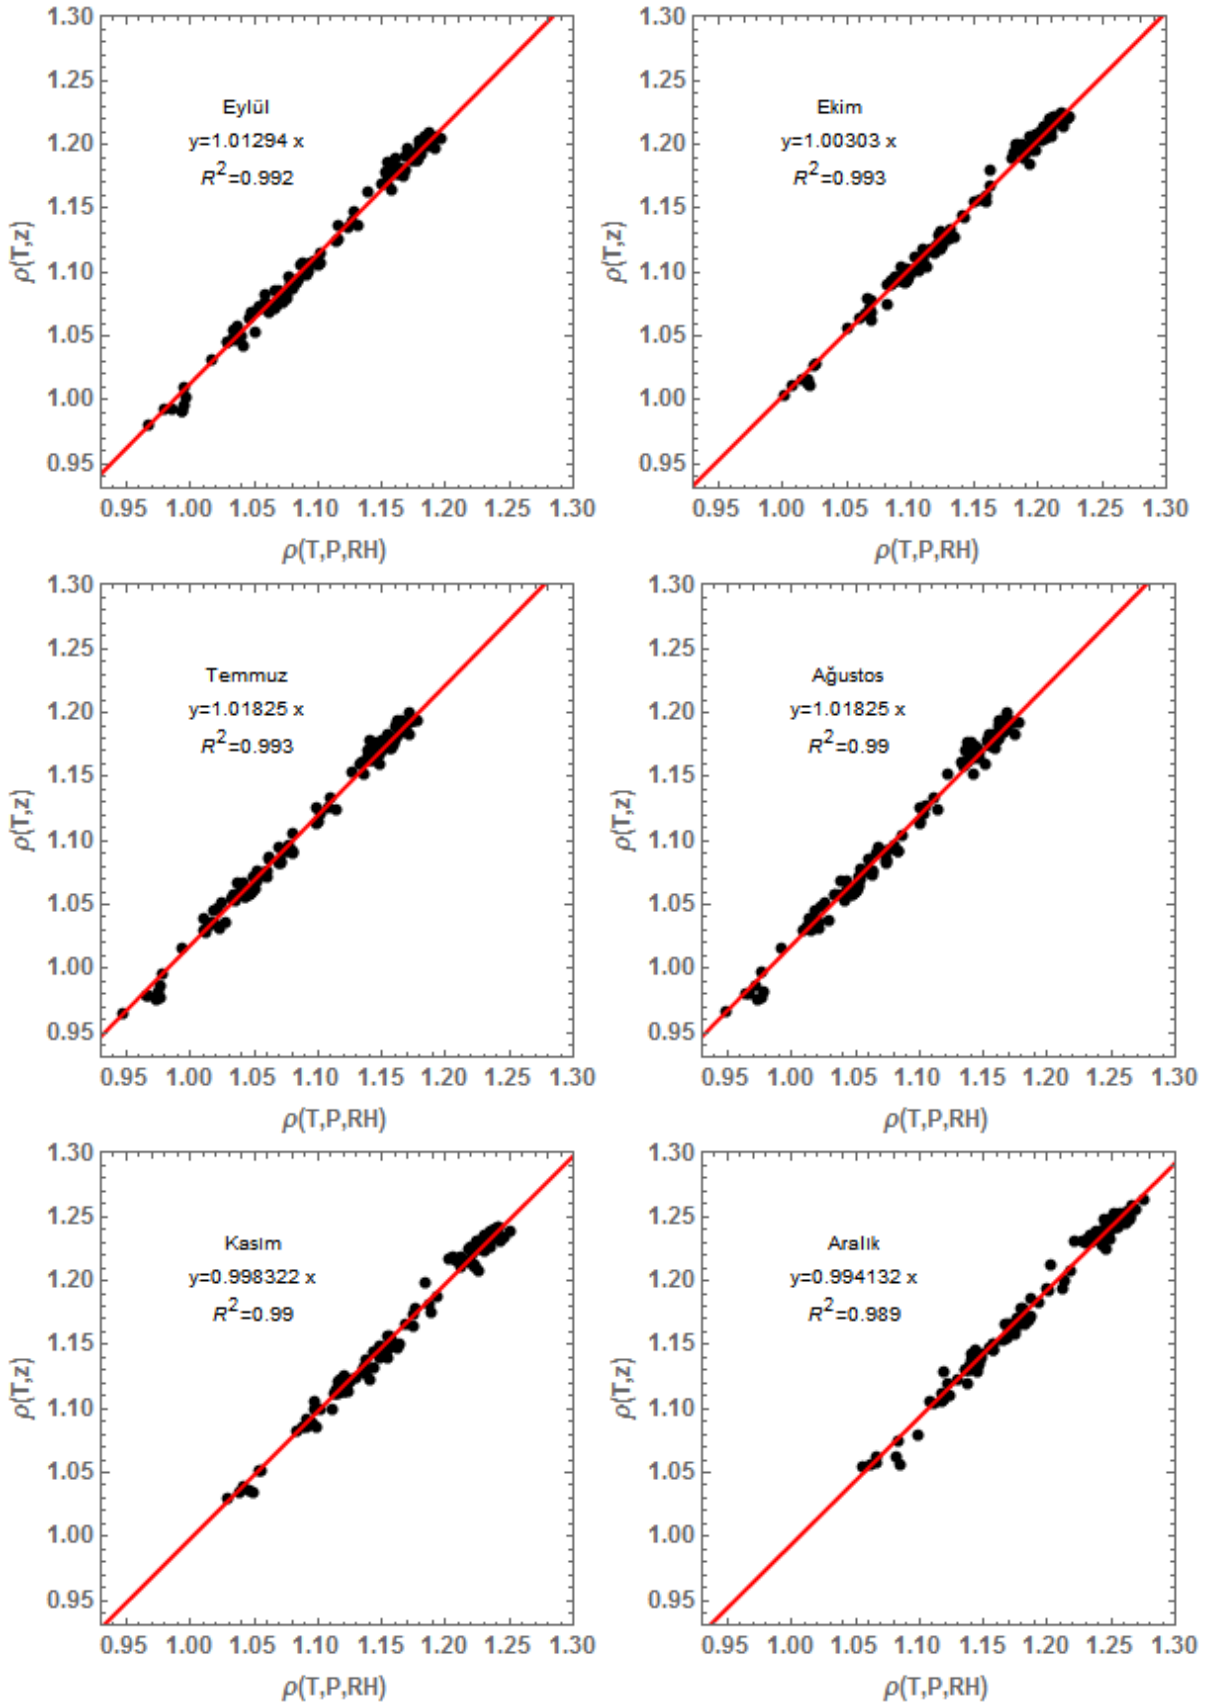 1.30
1.25
1.20
1.15
1.10
1.05
1.00
0.95
ρ(T,z)
Eylül
y=1.01294 x
R²=0.992
0.95 1.00 1.05 1.10 1.15 1.20 1.25 1.30
ρ(T,P,RH)
1.30
1.25
1.20
1.15
1.10
1.05
1.00
0.95
ρ(T,z)
Ekim
y=1.00303 x
R²=0.993
0.95 1.00 1.05 1.10 1.15 1.20 1.25 1.30
ρ(T,P,RH)
1.30
1.25
1.20
1.15
1.10
1.05
1.00
0.95
ρ(T,z)
Temmuz
y=1.01825 x
R²=0.993
0.95 1.00 1.05 1.10 1.15 1.20 1.25 1.30
ρ(T,P,RH)
1.30
1.25
1.20
1.15
1.10
1.05
1.00
0.95
ρ(T,z)
Ağustos
y=1.01825 x
R²=0.99
0.95 1.00 1.05 1.10 1.15 1.20 1.25 1.30
ρ(T,P,RH)
1.30
1.25
1.20
1.15
1.10
1.05
1.00
0.95
ρ(T,z)
Kasım
y=0.998322 x
R²=0.99
0.95 1.00 1.05 1.10 1.15 1.20 1.25 1.30
ρ(T,P,RH)
1.30
1.25
1.20
1.15
1.10
1.05
1.00
0.95
ρ(T,z)
Aralık
y=0.994132 x
R²=0.989
0.95 1.00 1.05 1.10 1.15 1.20 1.25 1.30
ρ(T,P,RH)